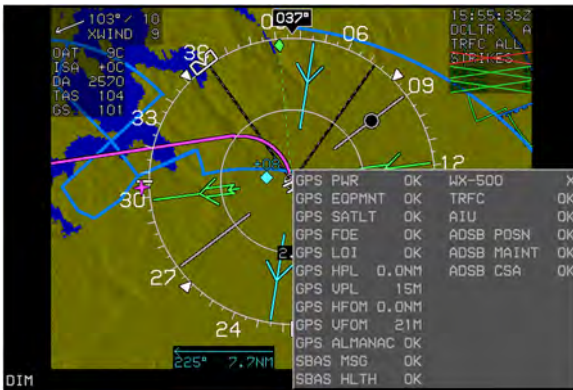 103°/ 10
XWIND 9
OAT 9C
ISA +0C
DA 2570
TAS 104
GS 101
0
037°
06
15:55:35Z
DCLTR A
TRFC ALL
STRIKES
36
09
33
12
+08
30
27
24
2.
225° 7.7NM
GPS PWR OK WX-500 X
GPS EQPMNT OK TRFC OK
GPS SATLT OK AIU OK
GPS FDE OK ADSB POSN OK
GPS LOI OK ADSB MAINT OK
GPS HPL 0.0NM ADSB CSA OK
GPS VPL 15M
GPS HFOM 0.0NM
GPS VFOM 21M
GPS ALMANAC OK
SBAS MSG OK
SBAS HLTH OK
DIM